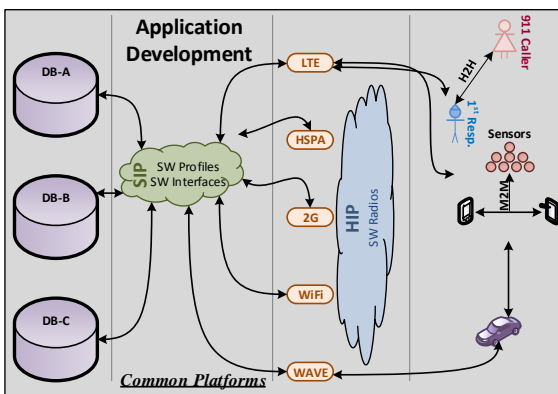 Application
Development
DB-A
DB-B
DB-C
SIP
SW Profiles
SW Interfaces
Common Platforms
LTE
HSPA
2G
WiFi
WAVE
HIP
SW Radios
911 Caller
H2H
1st Resp.
Sensors
M2M